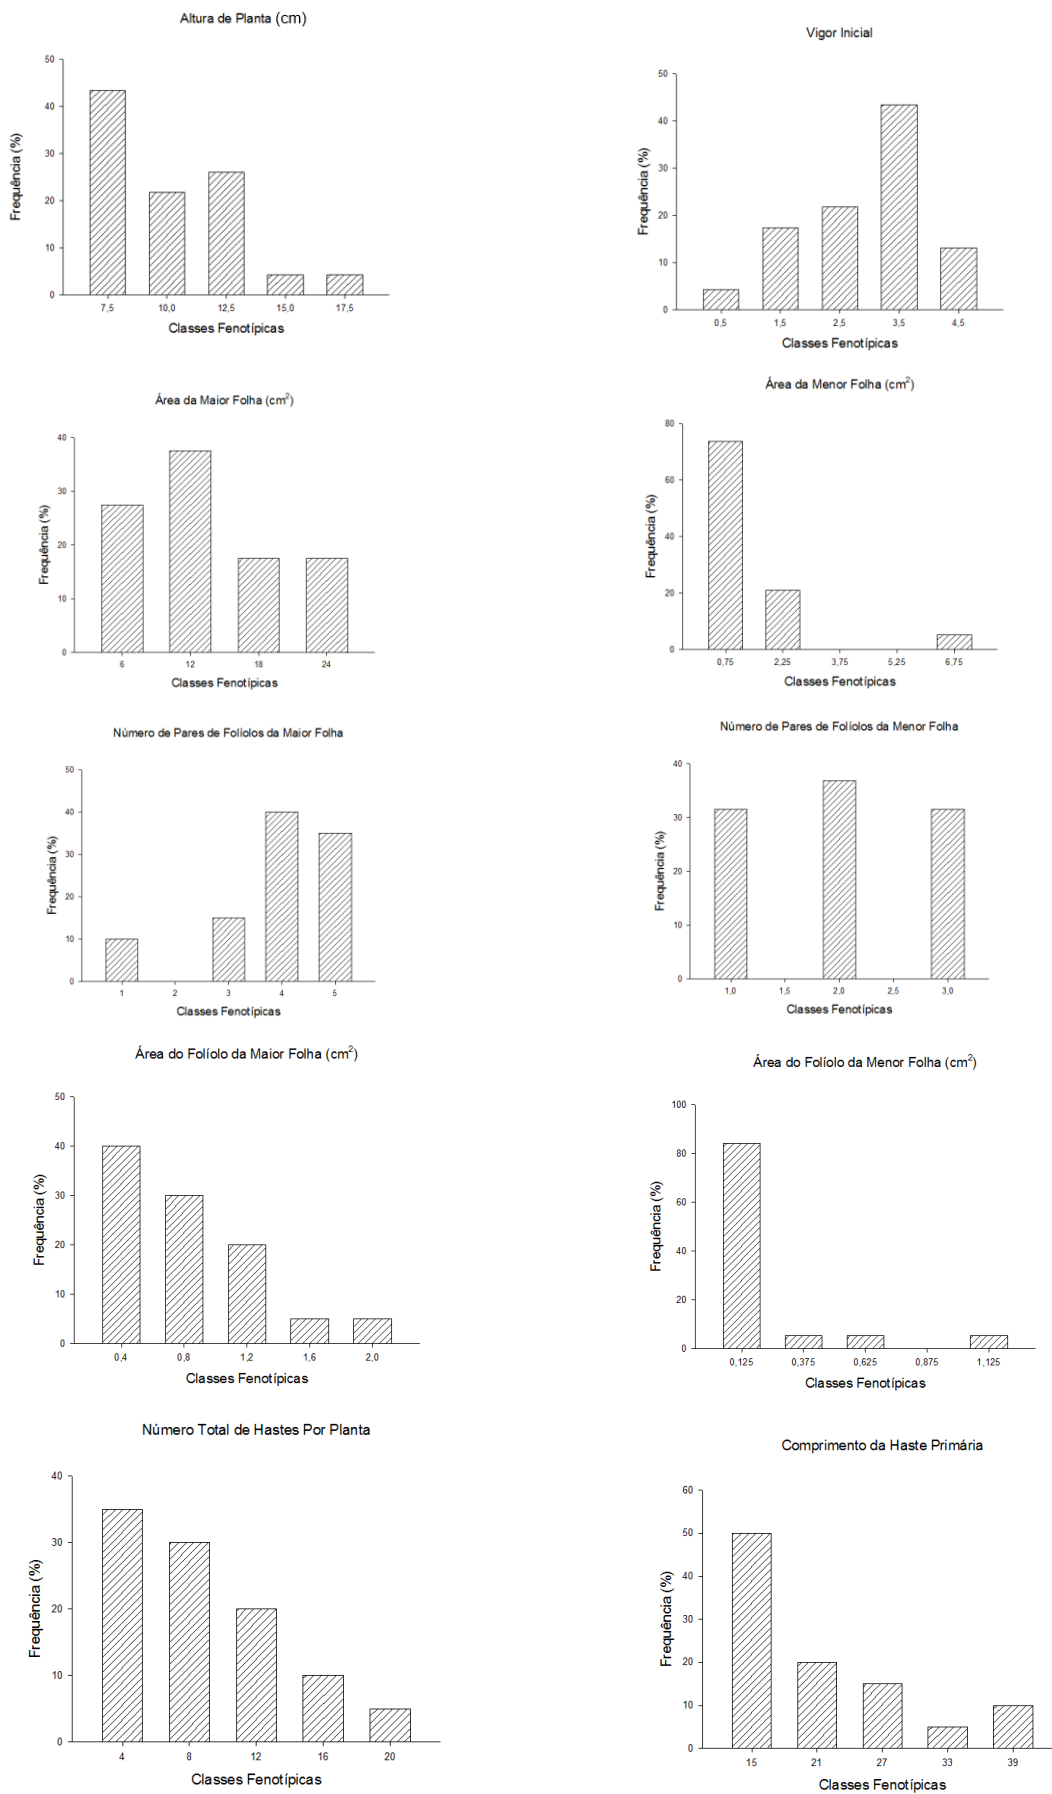 Altura de Planta (cm)
50
40
30
20
10
0
Frequência (%)
7,5 10,0 12,5 15,0 17,5
Classes Fenotípicas
Vigor Inicial
50
40
30
20
10
0
Frequência (%)
0,5 1,5 2,5 3,5 4,5
Classes Fenotípicas
Área da Maior Folha (cm²)
40
30
20
10
0
Frequência (%)
6 12 18 24
Classes Fenotípicas
Área da Menor Folha (cm²)
80
60
40
20
0
Frequência (%)
0,75 2,25 3,75 5,25 6,75
Classes Fenotípicas
Número de Pares de Folíolos da Maior Folha
50
40
30
20
10
0
Frequência (%)
1 2 3 4 5
Classes Fenotípicas
Número de Pares de Folíolos da Menor Folha
40
30
20
10
0
Frequência (%)
1,0 1,5 2,0 2,5 3,0
Classes Fenotípicas
Área do Folíolo da Maior Folha (cm²)
50
40
30
20
10
0
Frequência (%)
0,4 0,8 1,2 1,6 2,0
Classes Fenotípicas
Área do Folíolo da Menor Folha (cm²)
100
80
60
40
20
0
Frequência (%)
0,125 0,375 0,625 0,875 1,125
Classes Fenotípicas
Número Total de Hastes Por Planta
40
30
20
10
0
Frequência (%)
4 8 12 16 20
Classes Fenotípicas
Comprimento da Haste Primária
60
50
40
30
20
10
0
Frequência (%)
15 21 27 33 39
Classes Fenotípicas